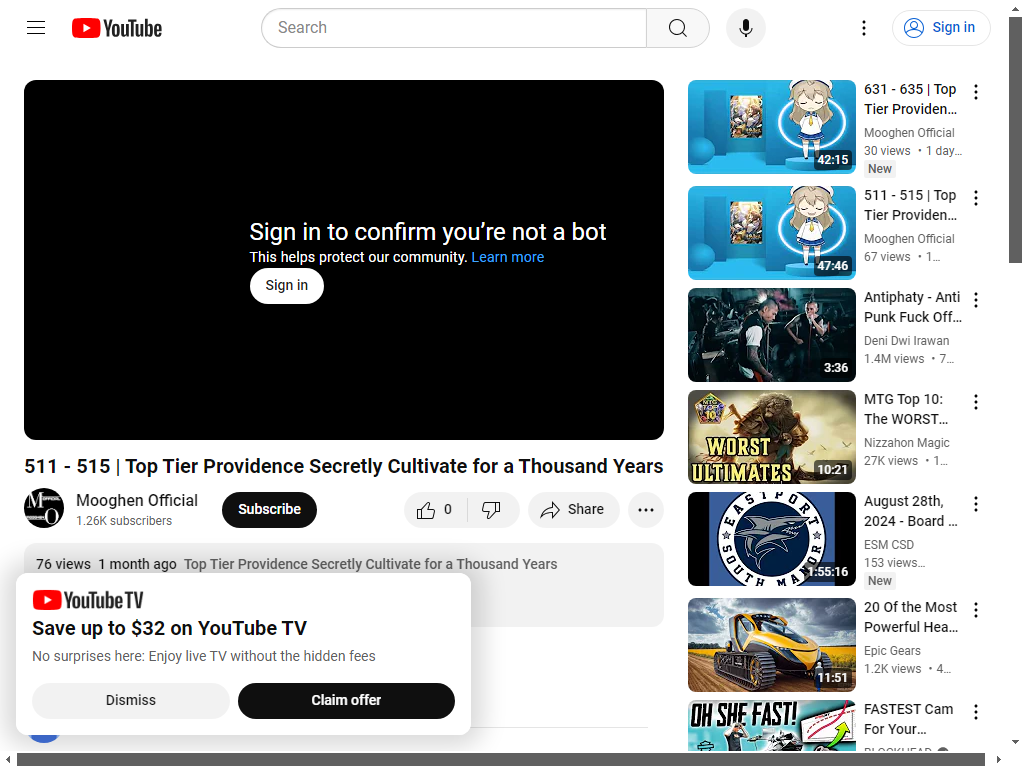 YouTube
Search
Sign in
Sign in to confirm you're not a bot
This helps protect our community. Learn more
Sign in
511 - 515 | Top Tier Providence Secretly Cultivate for a Thousand Years
Mooghen Official
1.26K subscribers
Subscribe
0
Share
76 views 1 month ago Top Tier Providence Secretly Cultivate for a Thousand Years
YouTube TV
Save up to $32 on YouTube TV
No surprises here: Enjoy live TV without the hidden fees
Dismiss
Claim offer
42:15
631 - 635 | Top
Tier Providen...
Mooghen Official
30 views • 1 day...
New
47:46
511 - 515 | Top
Tier Providen...
Mooghen Official
67 views • 1...
3:36
Antiphaty - Anti
Punk Fuck Off...
Deni Dwi Irawan
1.4M views • 7...
MTG
TOP
10
WORST
ULTIMATES
10:21
MTG Top 10:
The WORST...
Nizzahon Magic
27K views • 1...
EASTPORT
SOUTH MANOR
1:55:16
August 28th,
2024 - Board ...
ESM CSD
153 views...
New
11:51
20 Of the Most
Powerful Hea...
Epic Gears
1.2K views • 4...
OH SHE FAST!
FASTEST Cam
For Your...
BLOCKHEAD